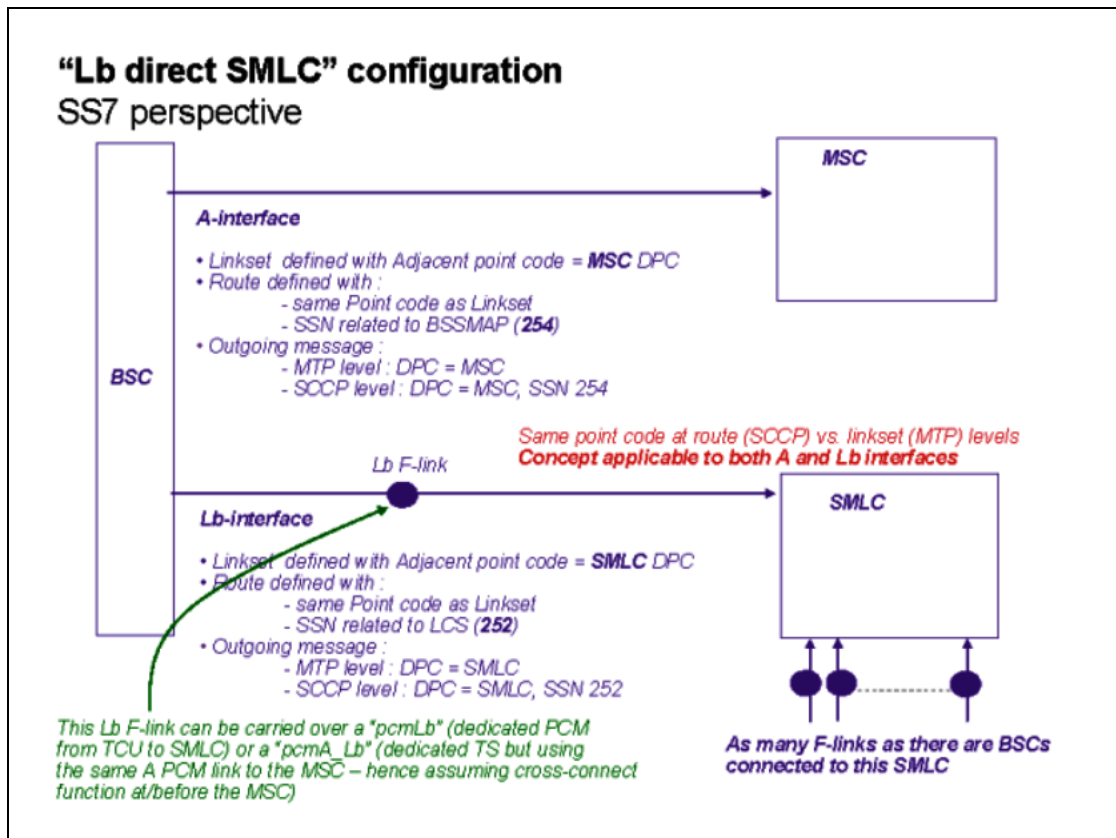 “Lb direct SMLC” configuration
SS7 perspective
MSC
A-interface
• Linkset defined with Adjacent point code = MSC DPC
• Route defined with :
- same Point code as Linkset
- SSN related to BSSMAP (254)
• Outgoing message :
- MTP level : DPC = MSC
- SCCP level : DPC = MSC, SSN 254
BSC
Same point code at route (SCCP) vs. linkset (MTP) levels
Concept applicable to both A and Lb interfaces
Lb F-link
SMLC
Lb-interface
• Linkset defined with Adjacent point code = SMLC DPC
• Route defined with :
- same Point code as Linkset
- SSN related to LCS (252)
• Outgoing message :
- MTP level : DPC = SMLC
- SCCP level : DPC = SMLC, SSN 252
This Lb F-link can be carried over a "pcmLb" (dedicated PCM
from TCU to SMLC) or a "pcmA_Lb" (dedicated TS but using
the same A PCM link to the MSC – hence assuming cross-connect
function at/before the MSC)
As many F-links as there are BSCs
connected to this SMLC